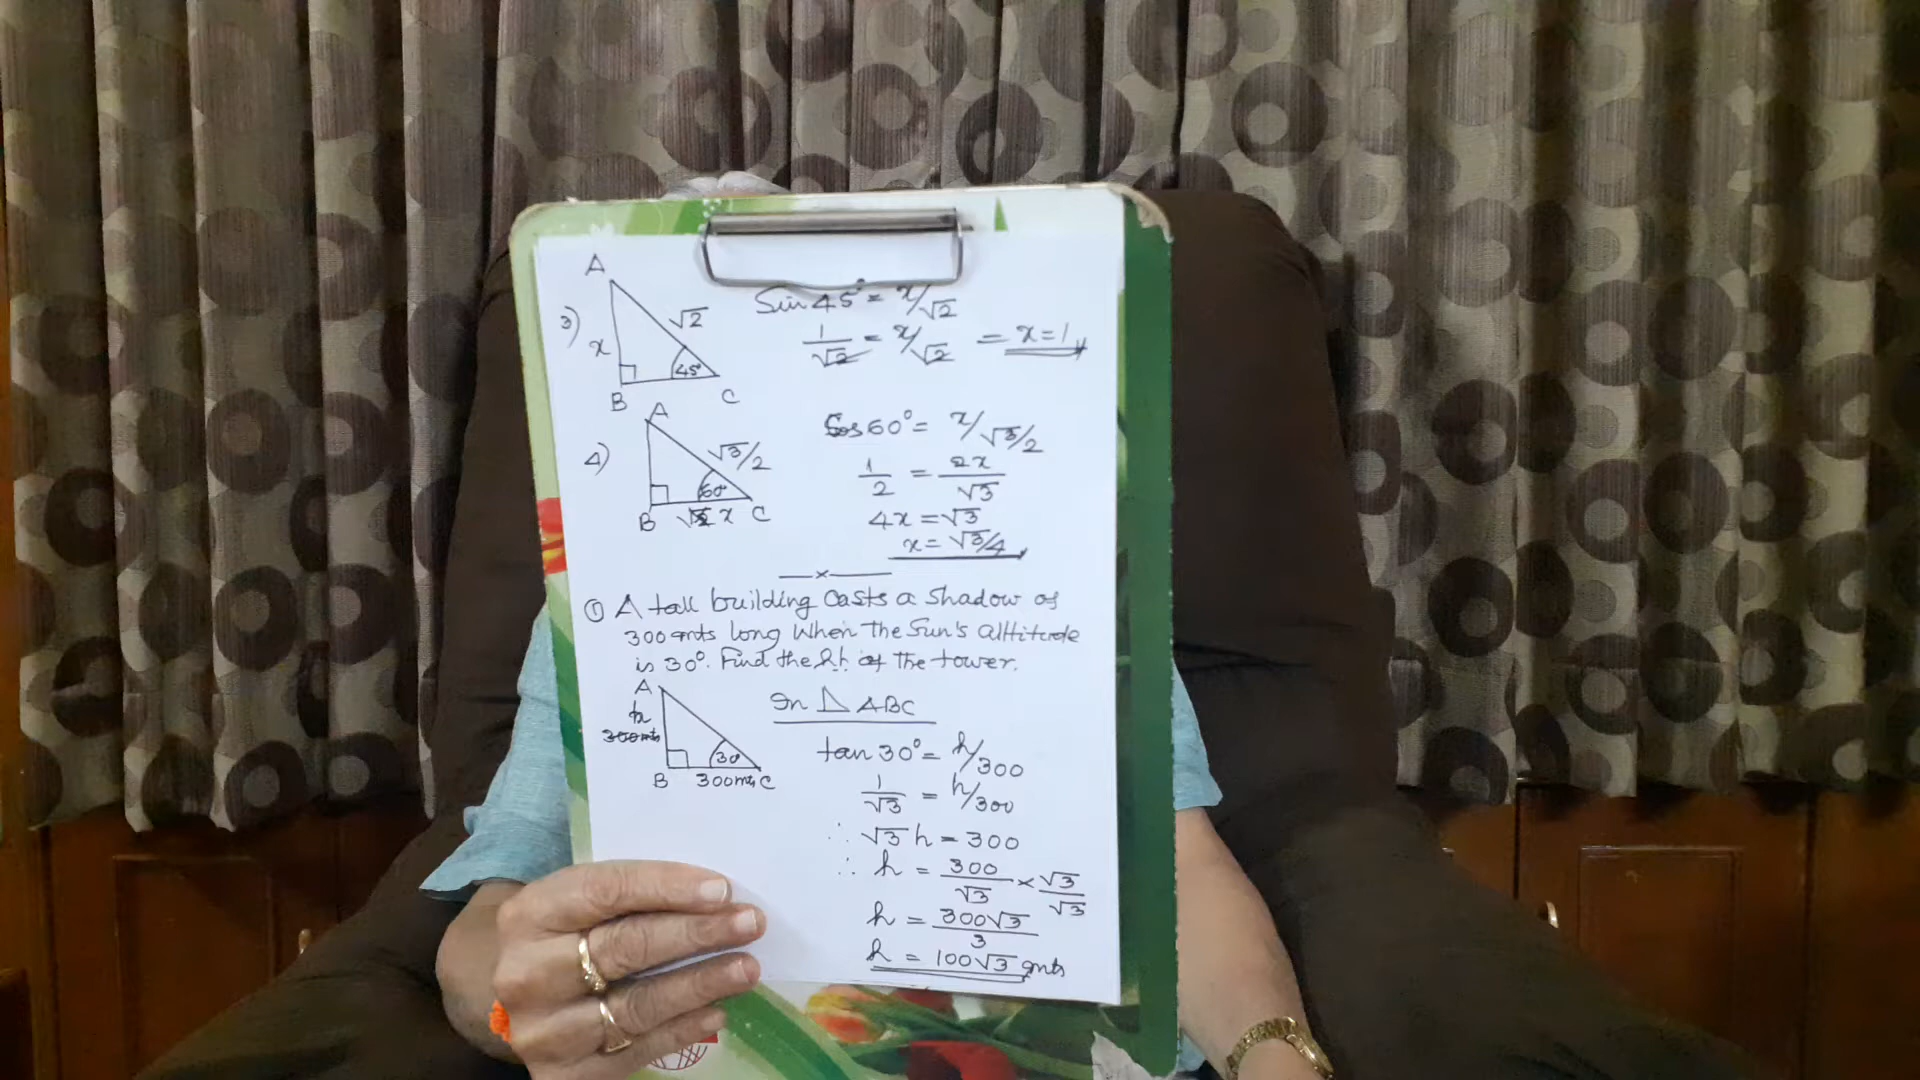 3)
A
√2
x
45°
B
C
Sin 45° = x/√2
1/√2 = x/√2 = x = 1
4)
A
√3/2
60°
B
x
C
Cos 60° = x/√3/2
1/2 = 2x/√3
4x = √3
x = √3/4
—x—
① A tall building casts a shadow of
300 mts long when the Sun's altitude
is 30°. Find the ht. of the tower.
A
h
300mts
30°
B
300mts
C
In ◺ ABC
tan 30° = h/300
1/√3 = h/300
∴ √3 h = 300
∴ h = 300/√3 × √3/√3
h = 300√3/3
h = 100√3 mts